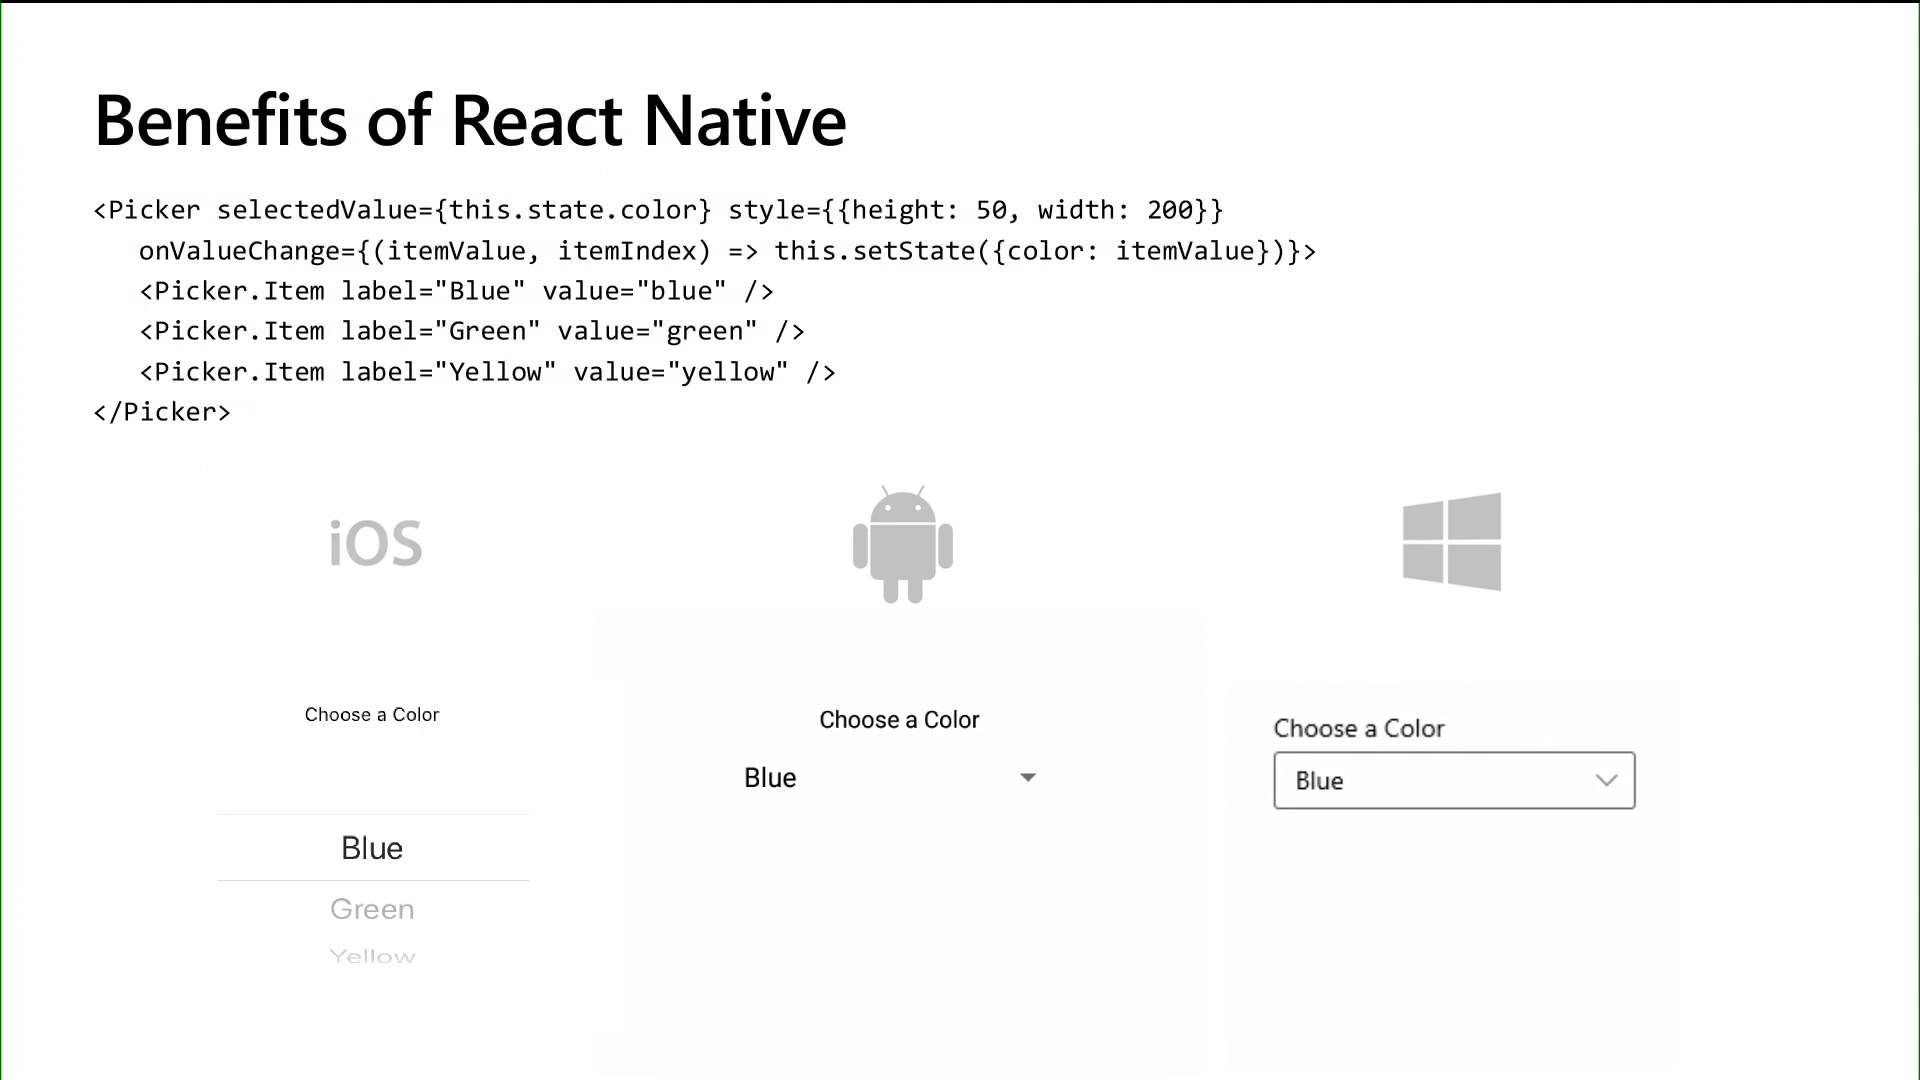 Benefits of React Native
<Picker selectedValue={this.state.color} style={{height: 50, width: 200}}
onValueChange={(itemValue, itemIndex) => this.setState({color: itemValue})}>
<Picker.Item label="Blue" value="blue" />
<Picker.Item label="Green" value="green" />
<Picker.Item label="Yellow" value="yellow" />
</Picker>
iOS
Choose a Color
Blue
Green
Yellow
Choose a Color
Blue
Choose a Color
Blue